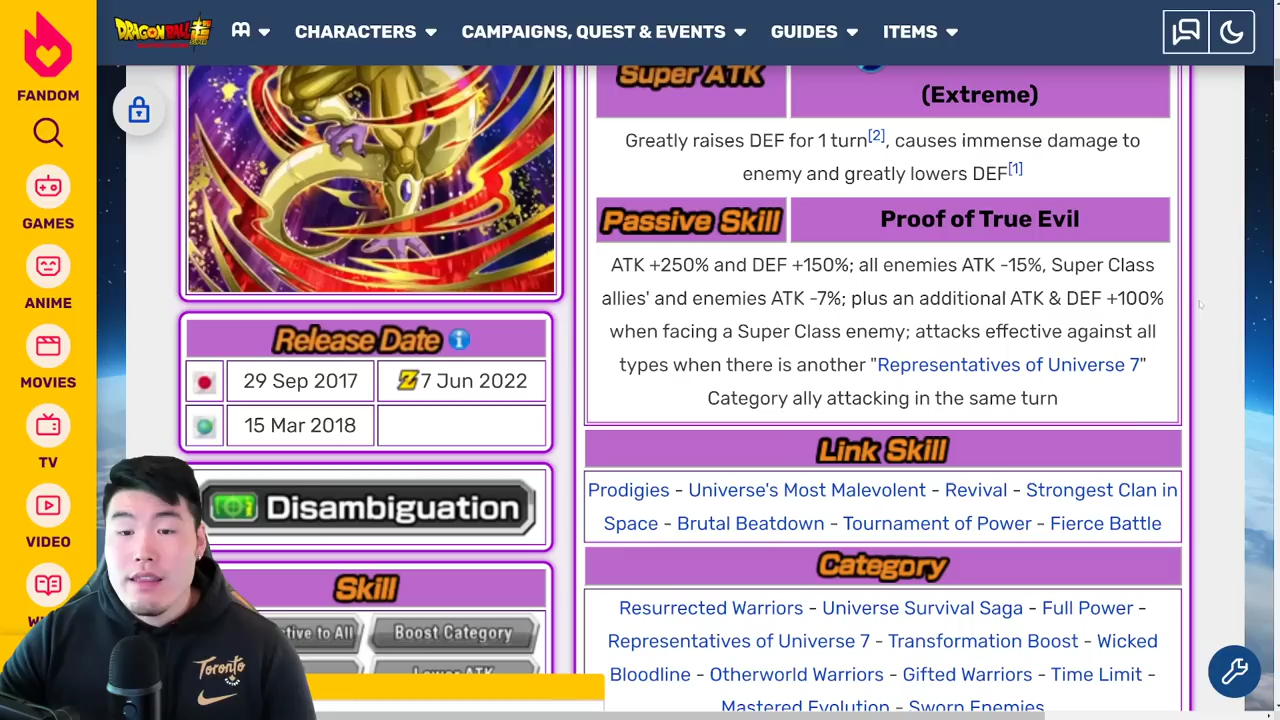 DRAGON BALL
CHARACTERS
CAMPAIGNS, QUEST & EVENTS
GUIDES
ITEMS
FANDOM
GAMES
ANIME
MOVIES
TV
VIDEO
Super ATK
(Extreme)
Greatly raises DEF for 1 turn[2], causes immense damage to
enemy and greatly lowers DEF[1]
Passive Skill
Proof of True Evil
ATK +250% and DEF +150%; all enemies ATK -15%, Super Class
allies' and enemies ATK -7%; plus an additional ATK & DEF +100%
when facing a Super Class enemy; attacks effective against all
types when there is another "Representatives of Universe 7"
Category ally attacking in the same turn
Release Date
29 Sep 2017
Z 7 Jun 2022
15 Mar 2018
Disambiguation
Skill
tive to All
Boost Category
Lower ATK
Link Skill
Prodigies - Universe's Most Malevolent - Revival - Strongest Clan in
Space - Brutal Beatdown - Tournament of Power - Fierce Battle
Category
Resurrected Warriors - Universe Survival Saga - Full Power -
Representatives of Universe 7 - Transformation Boost - Wicked
Bloodline - Otherworld Warriors - Gifted Warriors - Time Limit -
Mastered Evolution - Sworn Enemies
Toronto